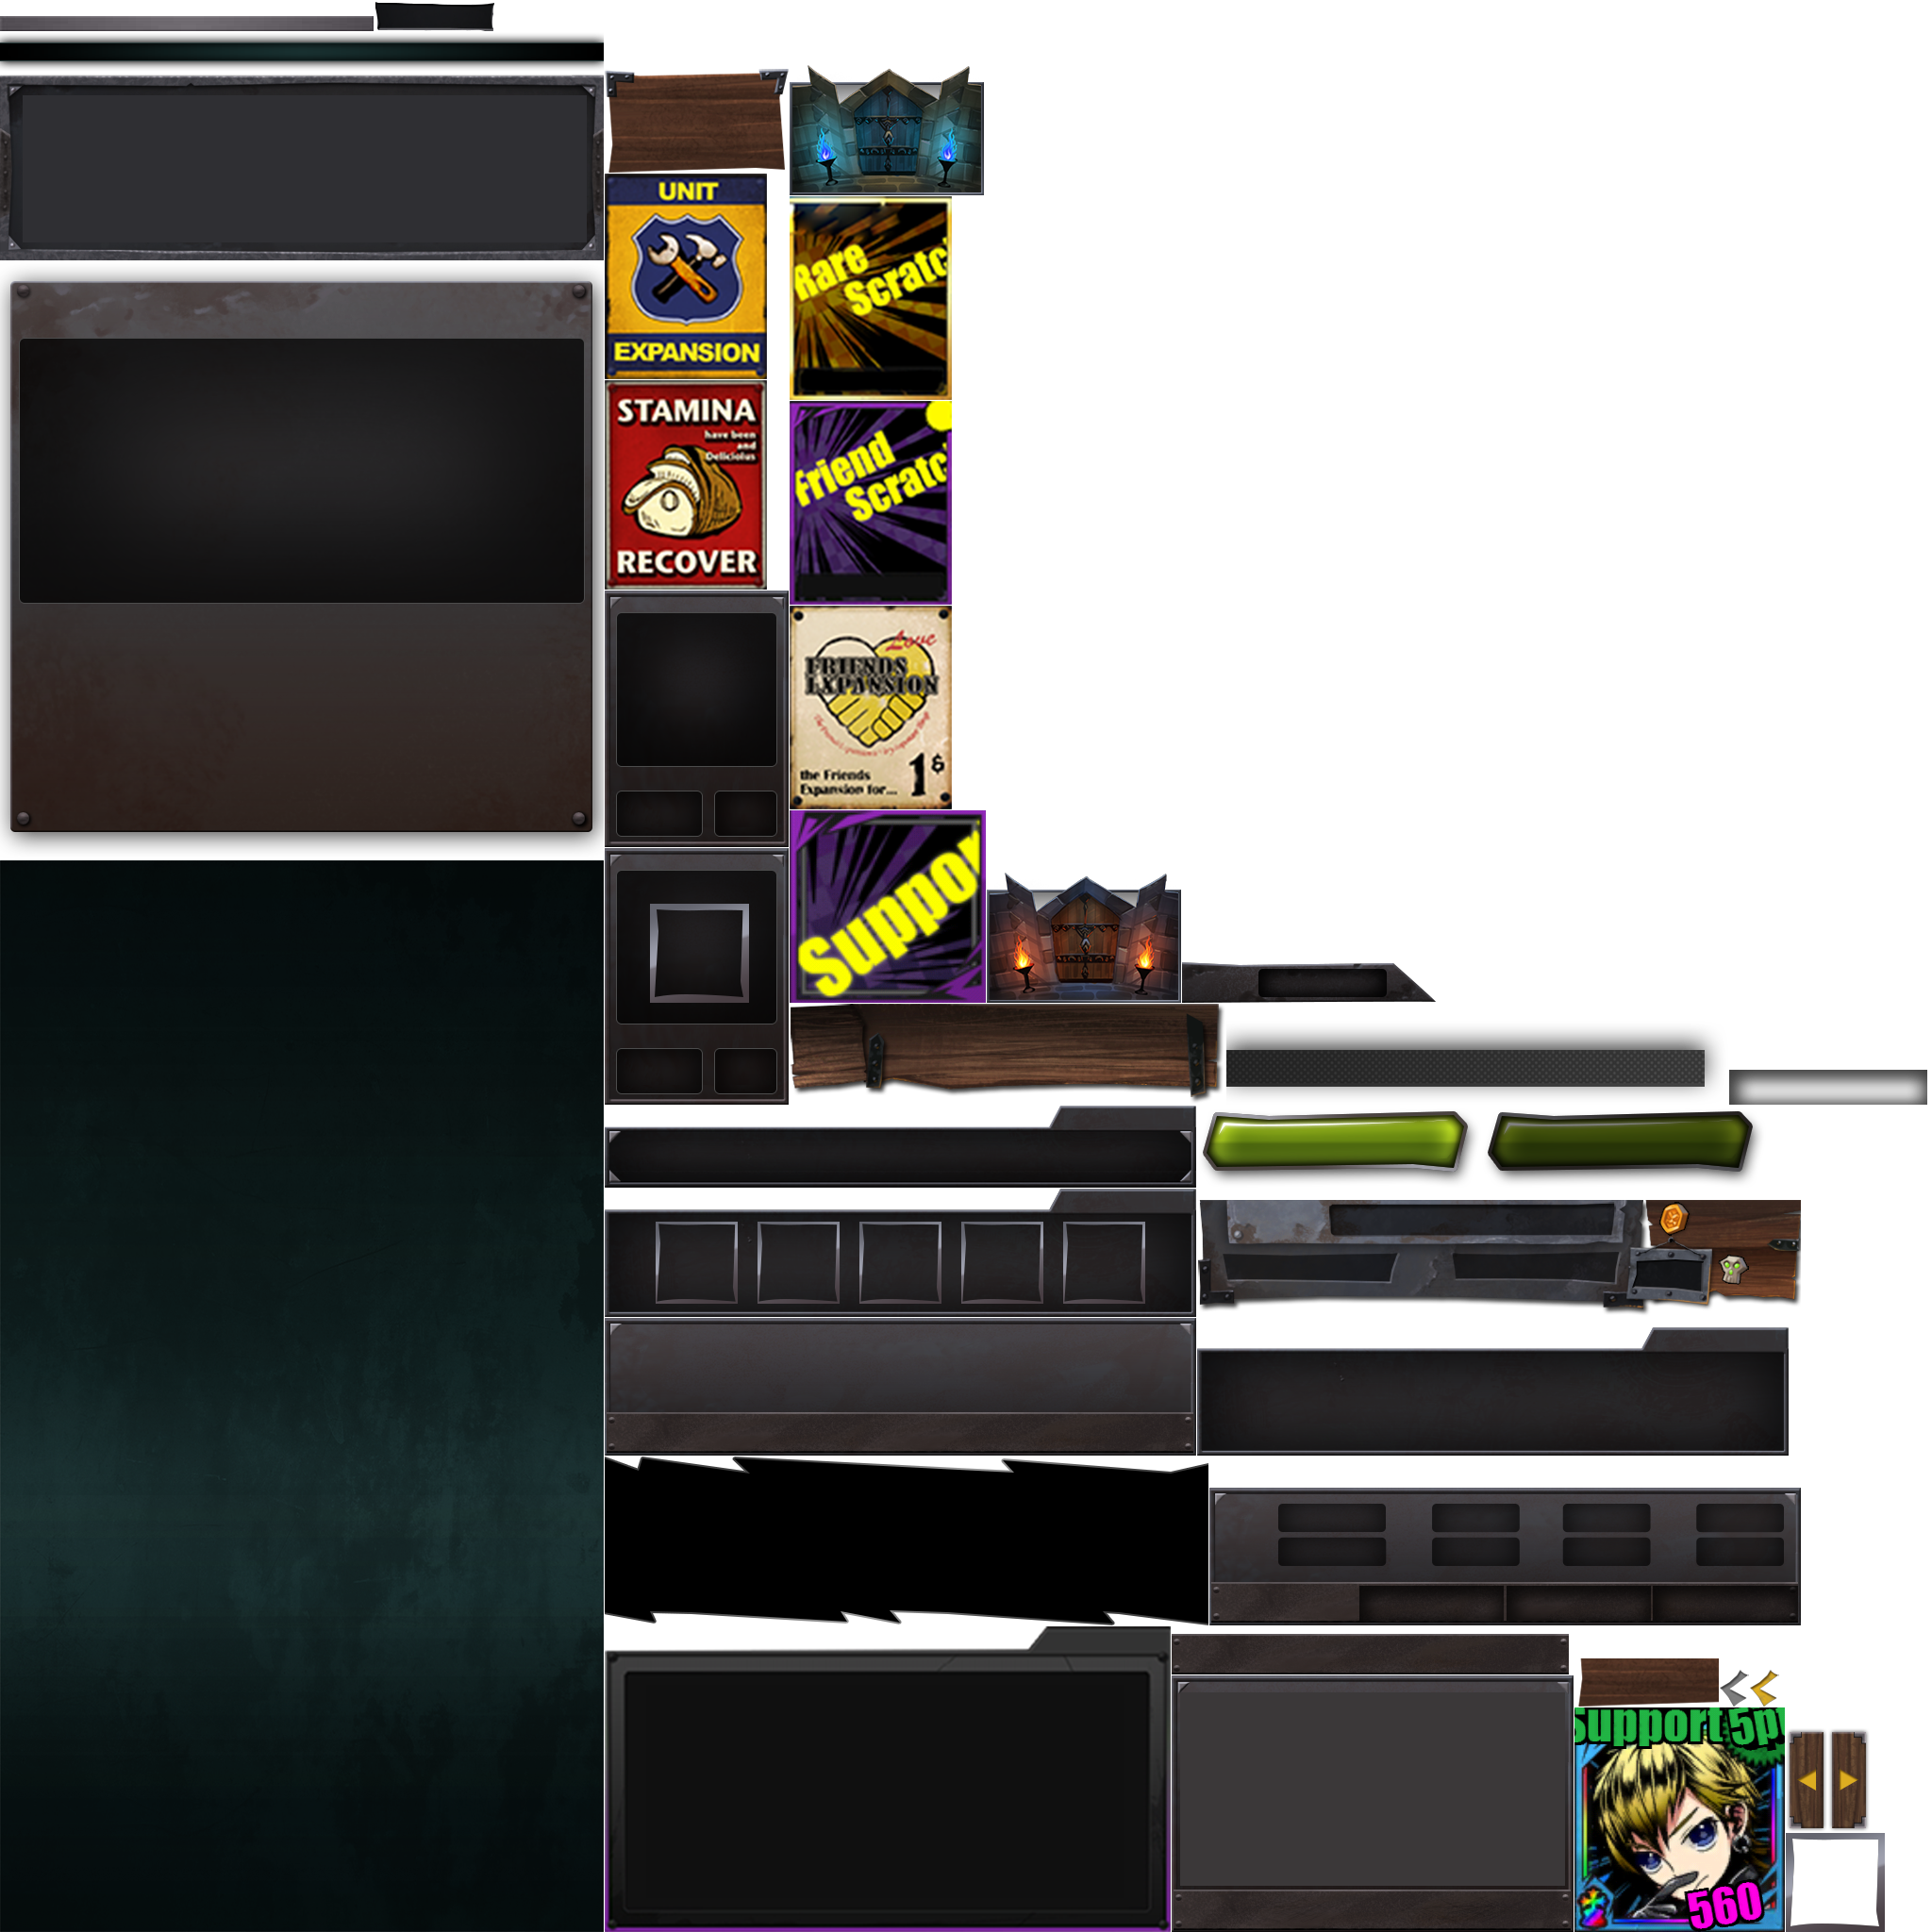 UNIT
EXPANSION
Rare
Scratc
STAMINA
have been
and
Deliciolus
RECOVER
Friend
Scratc
Love
FRIENDS
EXPANSION
the Friends
Expansion for...
1$
Suppor
Support 5p
560